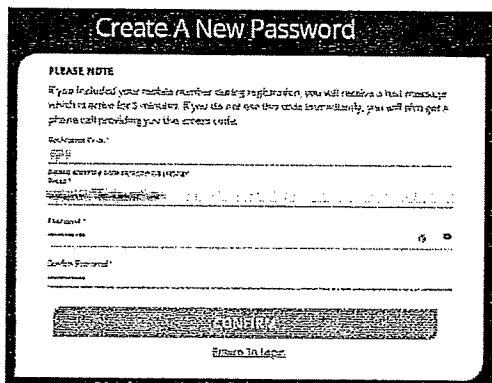 Create A New Password
PLEASE NOTE
If you included your mobile number during registration, you will receive a text message
which is active for 5 minutes. If you do not use this code immediately, you will then get a
phone call providing you the access code.
Email *
Password *
Confirm Password *
CONFIRM
Return To Login